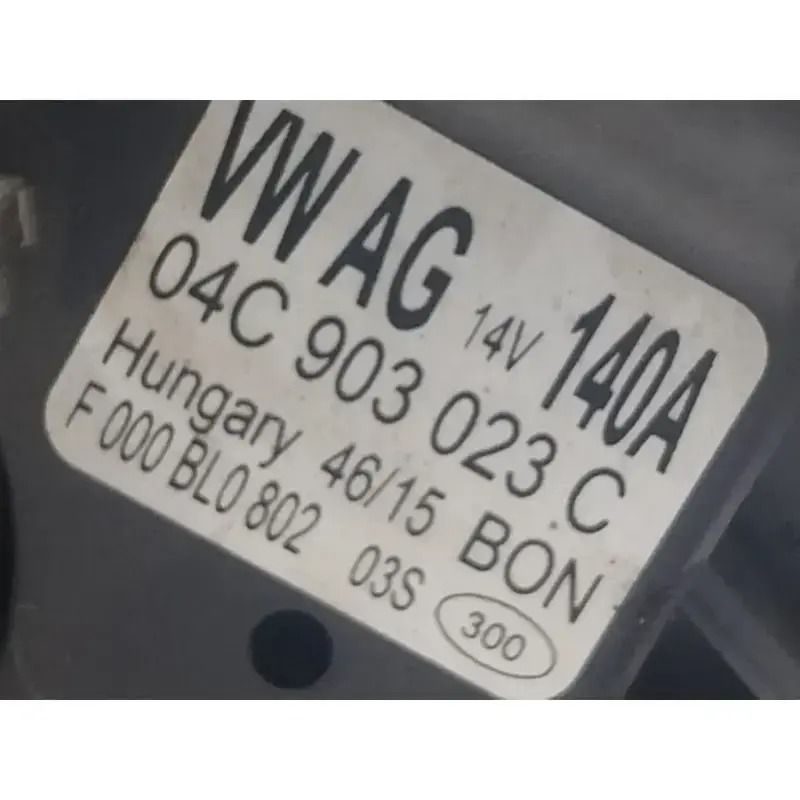 VW AG 14V 140A
04C 903 023 C
Hungary 46/15 BON
F 000 BL0 802 03S 300